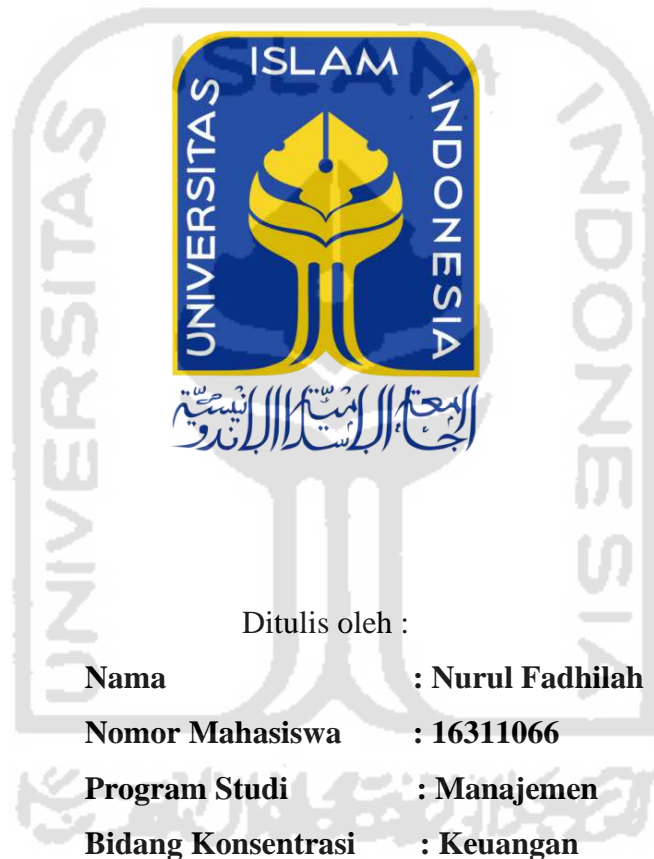 ISLAM
UNIVERSITAS
INDONESIA
الجامعة الإسلامية الإندونيسية
Ditulis oleh :
Nama : Nurul Fadhilah
Nomor Mahasiswa : 16311066
Program Studi : Manajemen
Bidang Konsentrasi : Keuangan